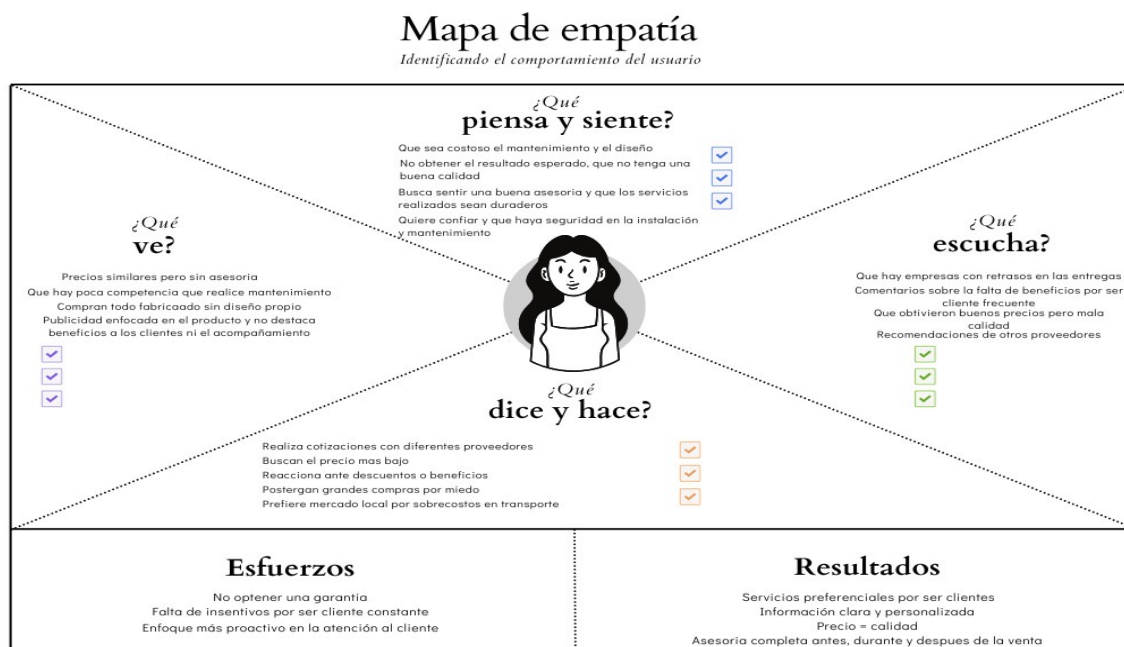 Mapa de empatía
Identificando el comportamiento del usuario
¿Qué
piensa y siente?
Que sea costoso el mantenimiento y el diseño
No obtener el resultado esperado, que no tenga una
buena calidad
Busca sentir una buena asesoria y que los servicios
realizados sean duraderos
Quiere confiar y que haya seguridad en la instalación
y mantenimiento
¿Qué
ve?
Precios similares pero sin asesoria
Que hay poca competencia que realice mantenimiento
Compran todo fabricaado sin diseño propio
Publicidad enfocada en el producto y no destaca
beneficios a los clientes ni el acompañamiento
¿Qué
escucha?
Que hay empresas con retrasos en las entregas
Comentarios sobre la falta de beneficios por ser
cliente frecuente
Que obtivieron buenos precios pero mala
calidad
Recomendaciones de otros proveedores
¿Qué
dice y hace?
Realiza cotizaciones con diferentes proveedores
Buscan el precio mas bajo
Reacciona ante descuentos o beneficios
Postergan grandes compras por miedo
Prefiere mercado local por sobrecostos en transporte
Esfuerzos
No optener una garantia
Falta de insentivos por ser cliente constante
Enfoque más proactivo en la atención al cliente
Resultados
Servicios preferenciales por ser clientes
Información clara y personalizada
Precio = calidad
Asesoria completa antes, durante y despues de la venta